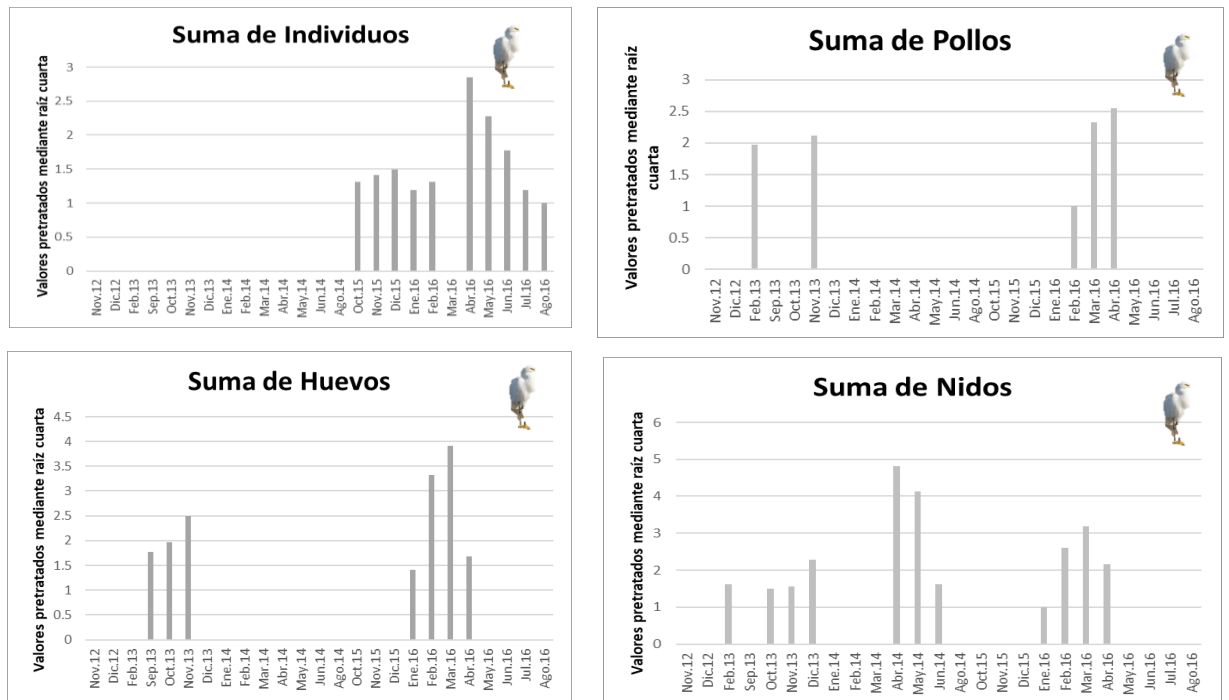 Suma de Individuos
Valores pretratados mediante raíz cuarta
3
2.5
2
1.5
1
0.5
0
Nov.12
Dic.12
Feb.13
Sep.13
Oct.13
Nov.13
Dic.13
Ene.14
Feb.14
Mar.14
Abr.14
May.14
Jun.14
Ago.14
Oct.15
Nov.15
Dic.15
Ene.16
Feb.16
Mar.16
Abr.16
May.16
Jun.16
Jul.16
Ago.16
Suma de Pollos
Valores pretratados mediante raíz
cuarta
3
2.5
2
1.5
1
0.5
0
Nov.12
Dic.12
Feb.13
Sep.13
Oct.13
Nov.13
Dic.13
Ene.14
Feb.14
Mar.14
Abr.14
May.14
Jun.14
Ago.14
Oct.15
Nov.15
Dic.15
Ene.16
Feb.16
Mar.16
Abr.16
May.16
Jun.16
Jul.16
Ago.16
Suma de Huevos
Valores pretratados mediante raíz cuarta
4.5
4
3.5
3
2.5
2
1.5
1
0.5
0
Nov.12
Dic.12
Feb.13
Sep.13
Oct.13
Nov.13
Dic.13
Ene.14
Feb.14
Mar.14
Abr.14
May.14
Jun.14
Ago.14
Oct.15
Nov.15
Dic.15
Ene.16
Feb.16
Mar.16
Abr.16
May.16
Jun.16
Jul.16
Ago.16
Suma de Nidos
Valores pretratados mediante raíz cuarta
6
5
4
3
2
1
0
Nov.12
Dic.12
Feb.13
Sep.13
Oct.13
Nov.13
Dic.13
Ene.14
Feb.14
Mar.14
Abr.14
May.14
Jun.14
Ago.14
Oct.15
Nov.15
Dic.15
Ene.16
Feb.16
Mar.16
Abr.16
May.16
Jun.16
Jul.16
Ago.16